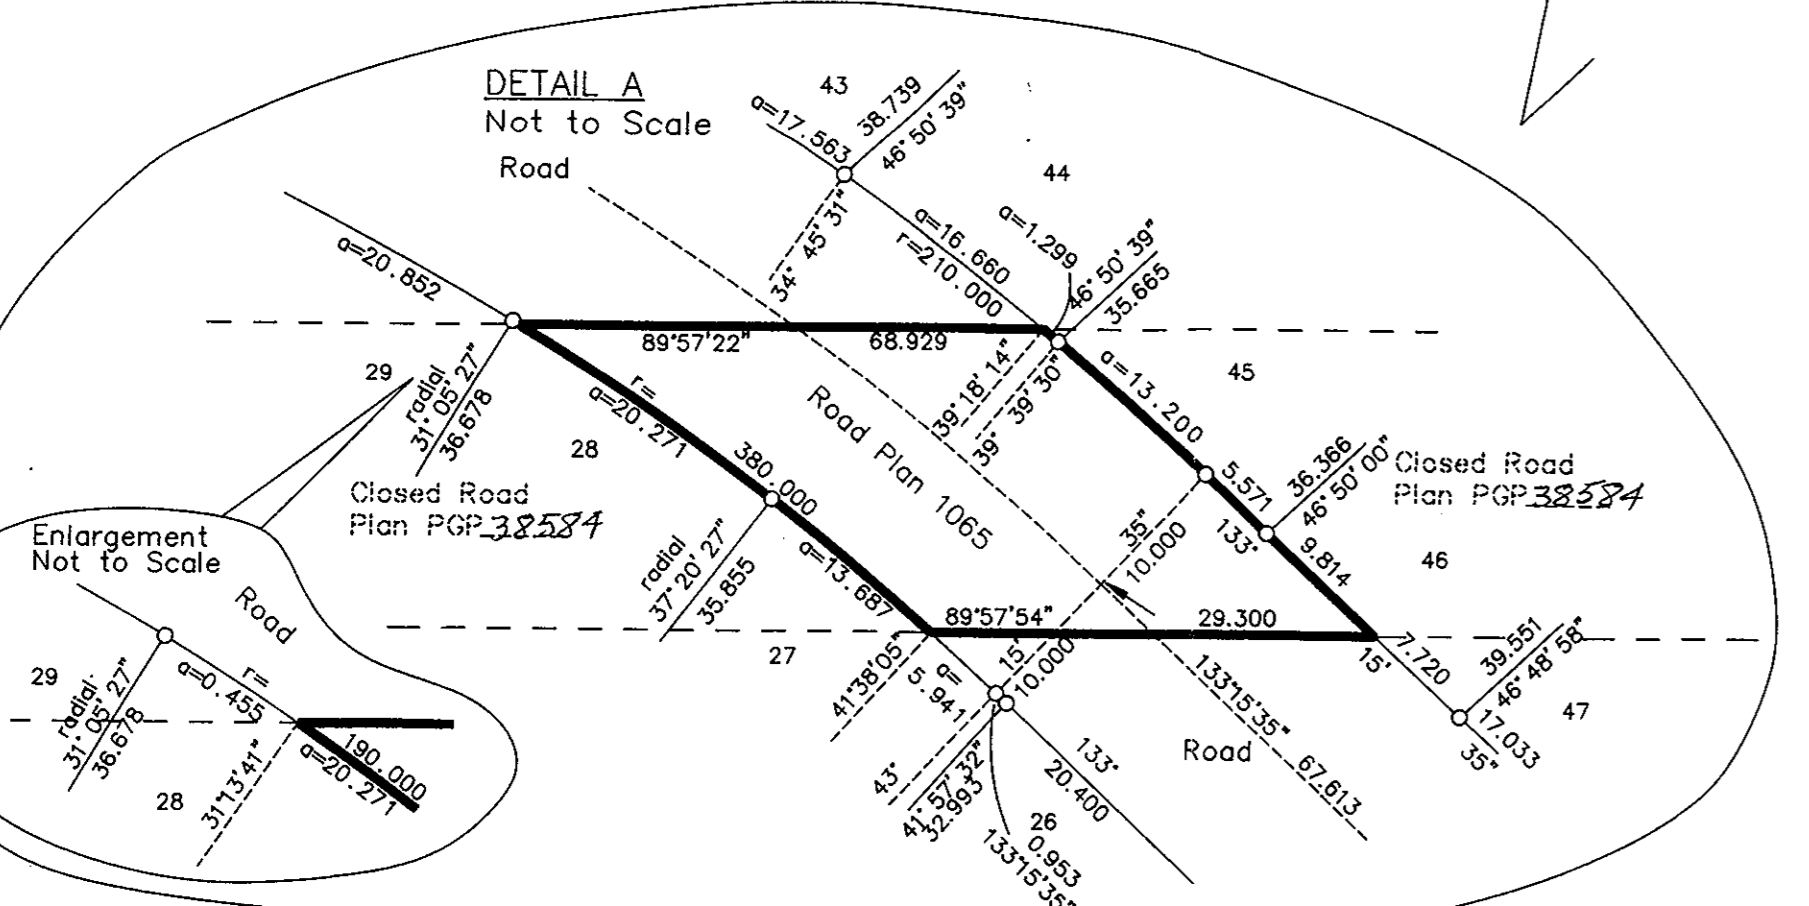 DETAIL A
Not to Scale
Road
43
a=17.563
38.739
46° 50' 39"
44
34° 45' 31"
a=16.660
r=210.000
a=1.299
46° 50' 39"
35.665
a=20.852
89°57'22"
68.929
29
radial
31° 05' 27"
36.678
r=
a=20.271
28
39° 18' 14"
39° 39' 30"
a=13.200
45
Road Plan 1065
380.000
Closed Road
Plan PGP 38584
5.571
133°
36.366
46° 50' 00"
Closed Road
Plan PGP 38584
35"
10.000
9.814
46
radial
37° 20' 27"
35.855
a=13.687
89°57'54"
29.300
27
41°38'05"
a=
5.941
15'
10.000
15'
7.720
39.551
46° 48' 58"
47
17.033
35"
133°15'35"
67.613
Road
43°
41° 57' 32"
32.993
133°
20.400
26
0.953
133°15'35"
Enlargement
Not to Scale
Road
29
radial
31° 05' 27"
36.678
a=0.455
r=
190.000
a=20.271
31°13'41"
28